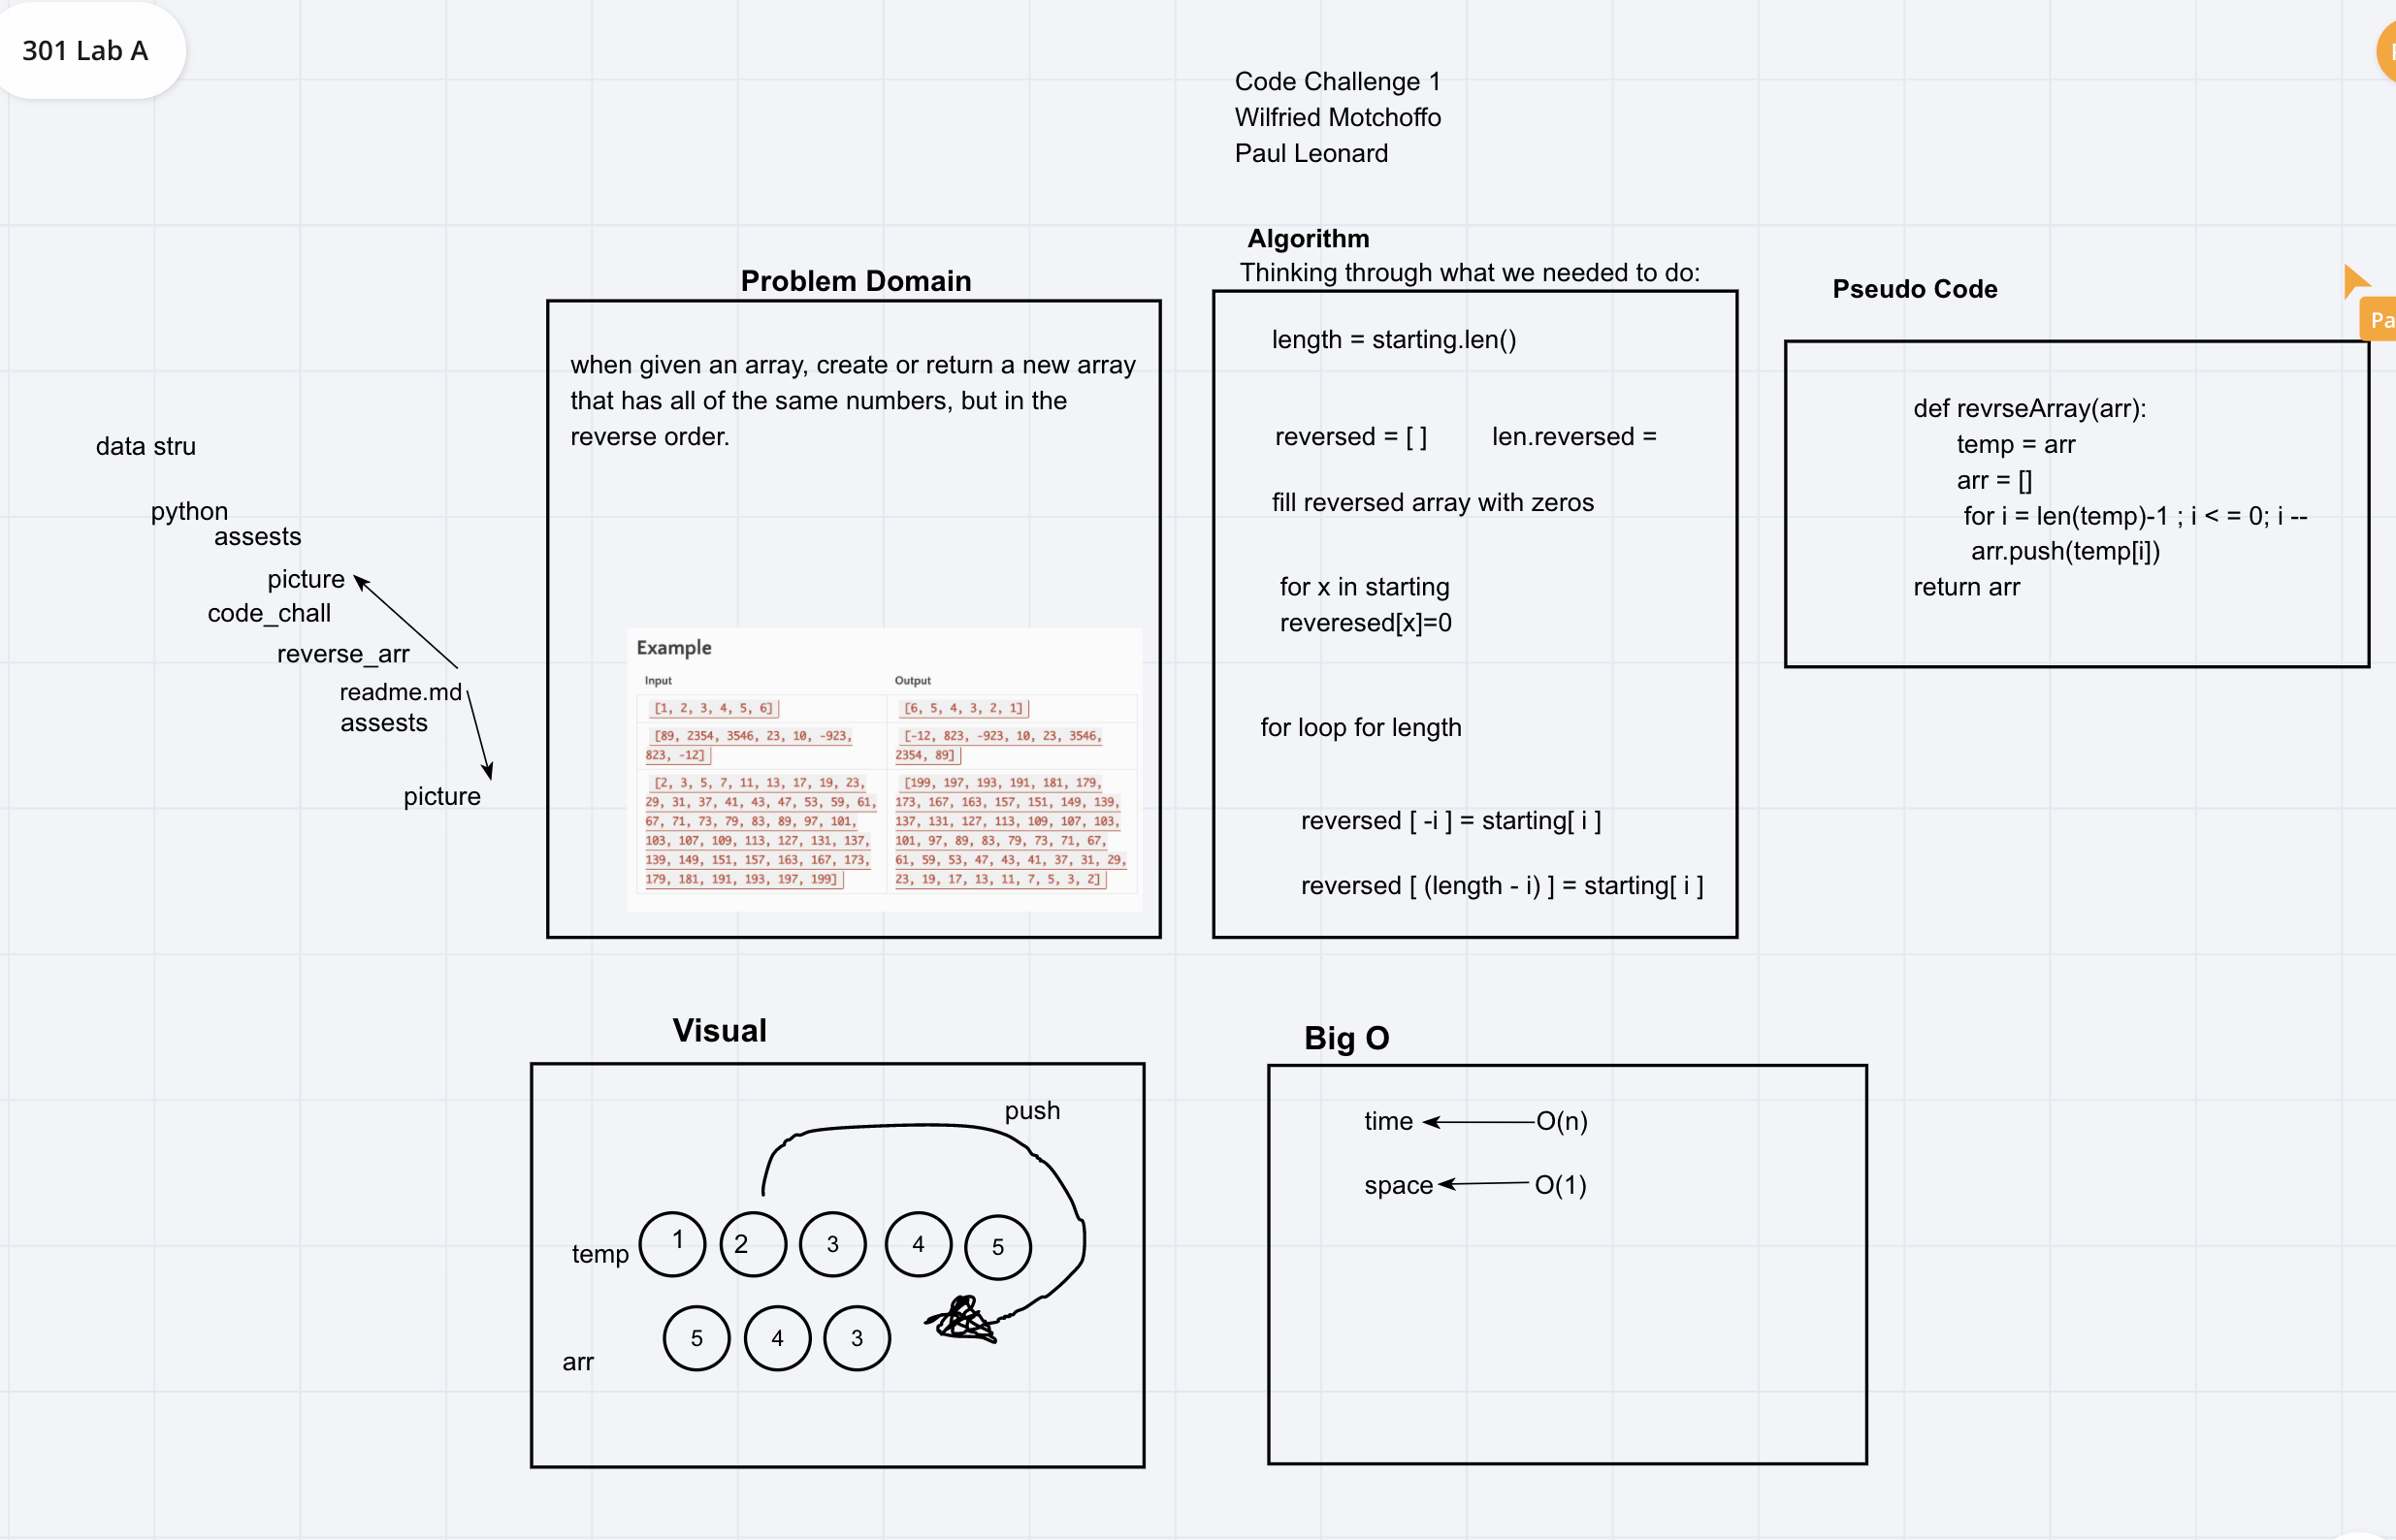 301 Lab A
Code Challenge 1
Wilfried Motchoffo
Paul Leonard
data stru
python
assests
picture
code_chall
reverse_arr
readme.md
assests
picture
Problem Domain
when given an array, create or return a new array
that has all of the same numbers, but in the
reverse order.
Example
Input Output
[1, 2, 3, 4, 5, 6] [6, 5, 4, 3, 2, 1]
[89, 2354, 3546, 23, 10, -923, [-12, 823, -923, 10, 23, 3546,
823, -12] 2354, 89]
[2, 3, 5, 7, 11, 13, 17, 19, 23, [199, 197, 193, 191, 181, 179,
29, 31, 37, 41, 43, 47, 53, 59, 61, 173, 167, 163, 157, 151, 149, 139,
67, 71, 73, 79, 83, 89, 97, 101, 137, 131, 127, 113, 109, 107, 103,
103, 107, 109, 113, 127, 131, 137, 101, 97, 89, 83, 79, 73, 71, 67,
139, 149, 151, 157, 163, 167, 173, 61, 59, 53, 47, 43, 41, 37, 31, 29,
179, 181, 191, 193, 197, 199] 23, 19, 17, 13, 11, 7, 5, 3, 2]
Algorithm
Thinking through what we needed to do:
length = starting.len()
reversed = [ ] len.reversed =
fill reversed array with zeros
for x in starting
reveresed[x]=0
for loop for length
reversed [ -i ] = starting[ i ]
reversed [ (length - i) ] = starting[ i ]
Pseudo Code
Pa
def revrseArray(arr):
temp = arr
arr = []
for i = len(temp)-1 ; i < = 0; i --
arr.push(temp[i])
return arr
Visual
push
temp 1 2 3 4 5
arr 5 4 3
Big O
time O(n)
space O(1)